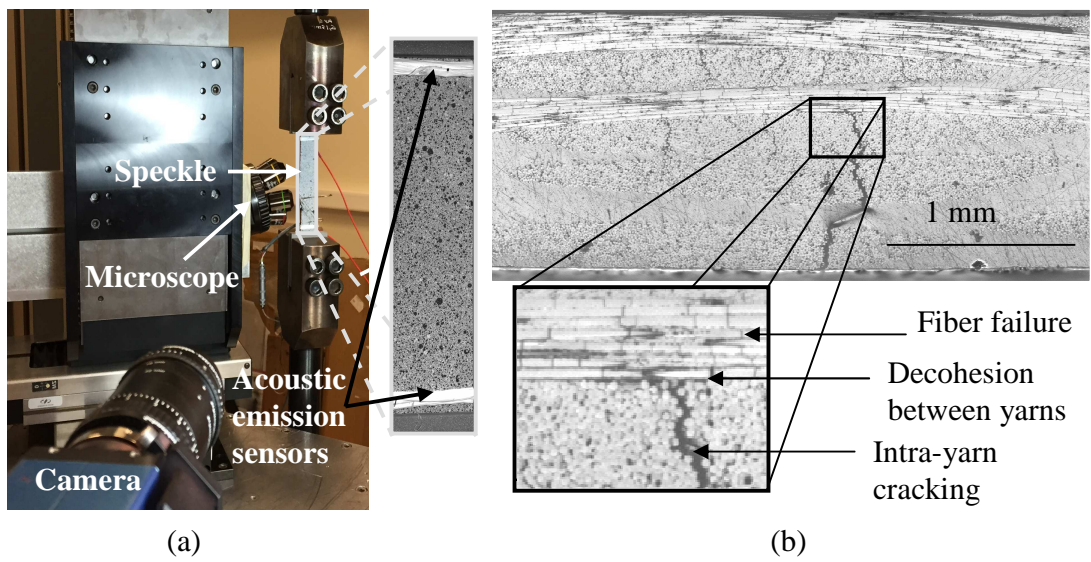 Speckle
Microscope
Acoustic
emission
sensors
Camera
(a)
1 mm
Fiber failure
Decohesion
between yarns
Intra-yarn
cracking
(b)